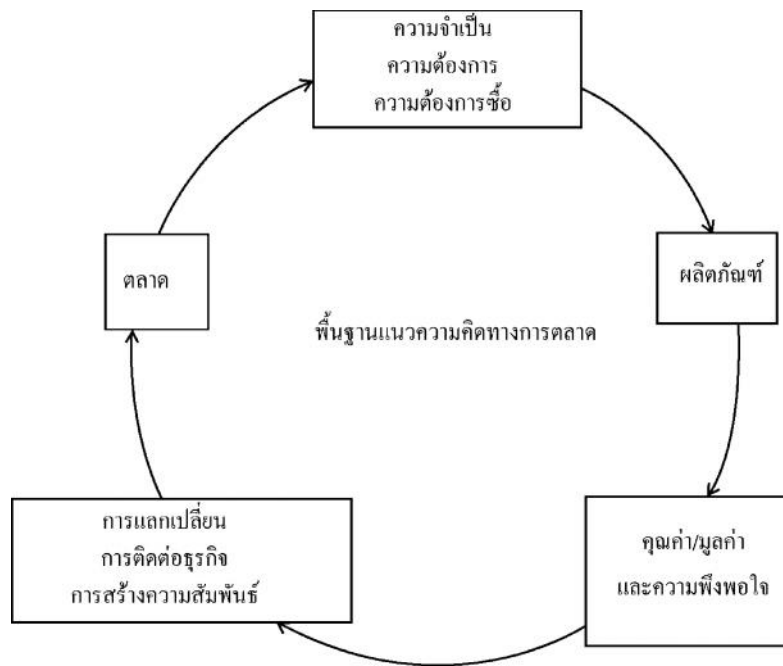 ความจำเป็น
ความต้องการ
ความต้องการซื้อ
ตลาด
ผลิตภัณฑ์
พื้นฐานแนวความคิดทางการตลาด
การแลกเปลี่ยน
การติดต่อธุรกิจ
การสร้างความสัมพันธ์
คุณค่า/มูลค่า
และความพึงพอใจ